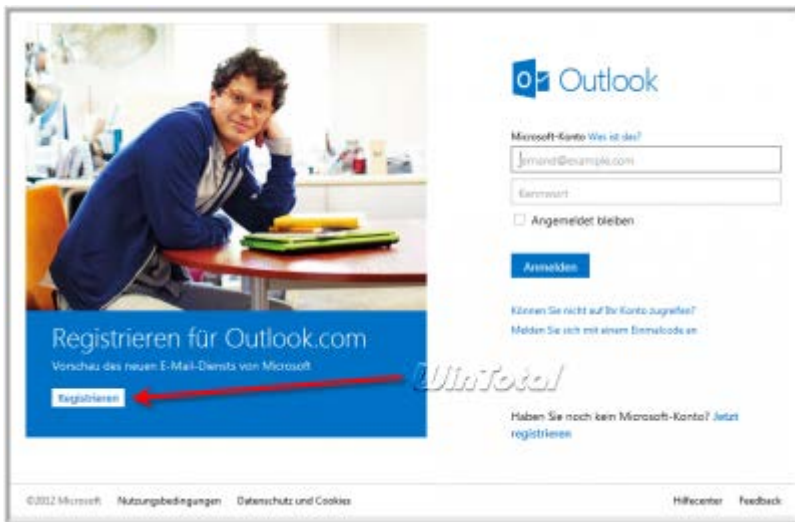 Outlook
Microsoft-Konto Was ist das?
jemand@example.com
Kennwort
Angemeldet bleiben
Anmelden
Können Sie nicht auf Ihr Konto zugreifen?
Melden Sie sich mit einem Einmalcode an
Registrieren für Outlook.com
Vorschau des neuen E-Mail-Diensts von Microsoft
Registrieren
WinTotal
Haben Sie noch kein Microsoft-Konto? Jetzt
registrieren
©2012 Microsoft Nutzungsbedingungen Datenschutz und Cookies Hilfecenter Feedback